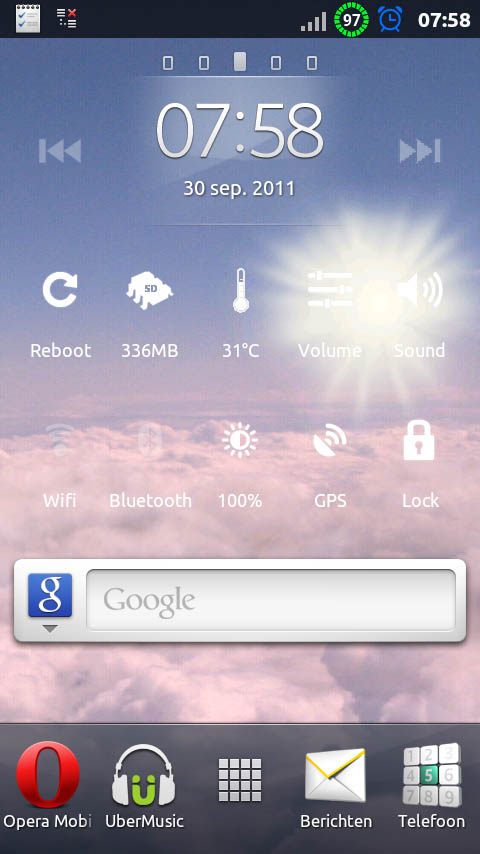 97 07:58
07:58
30 sep. 2011
SD
Reboot 336MB 31°C Volume Sound
Wifi Bluetooth 100% GPS Lock
g Google
1 2 3
4 5 6
7 8 9
Opera Mobi UberMusic Berichten Telefoon